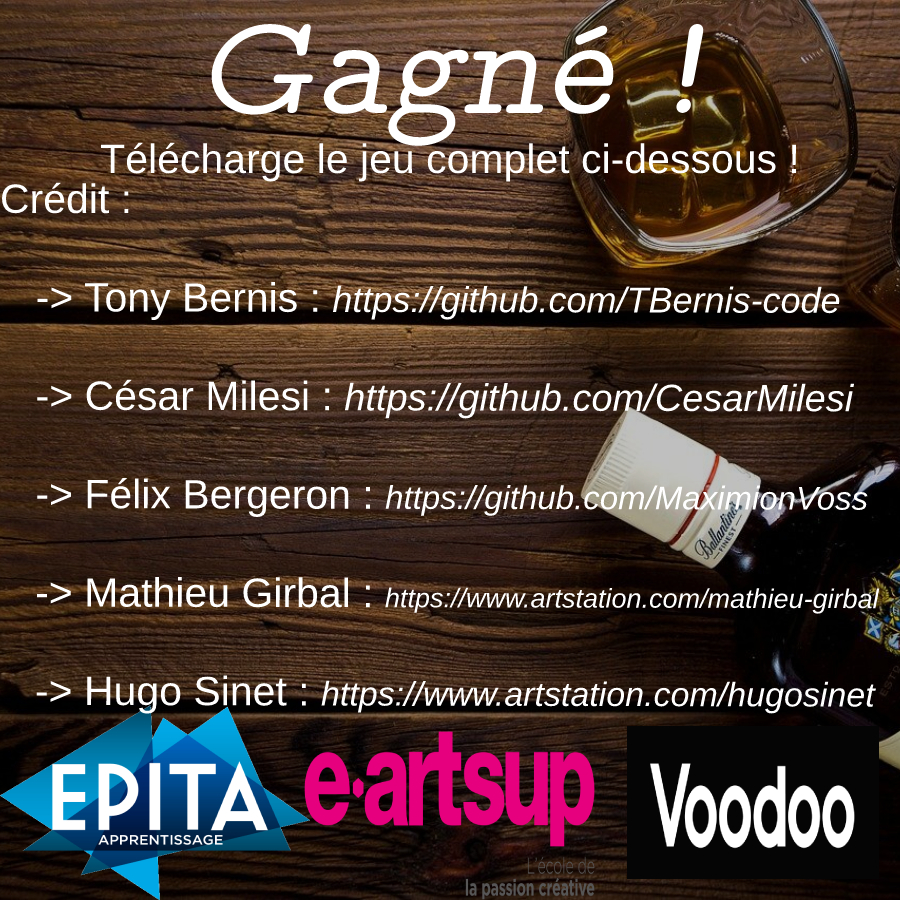 Gagné !
Télécharge le jeu complet ci-dessous !
Crédit :
-> Tony Bernis : https://github.com/TBernis-code
-> César Milesi : https://github.com/CesarMilesi
-> Félix Bergeron : https://github.com/MaximionVoss
Ballantine's
FINEST
-> Mathieu Girbal : https://www.artstation.com/mathieu-girbal
-> Hugo Sinet : https://www.artstation.com/hugosinet
EPITA
APPRENTISSAGE
e·artsup
L'école de
la passion créative
Voodoo